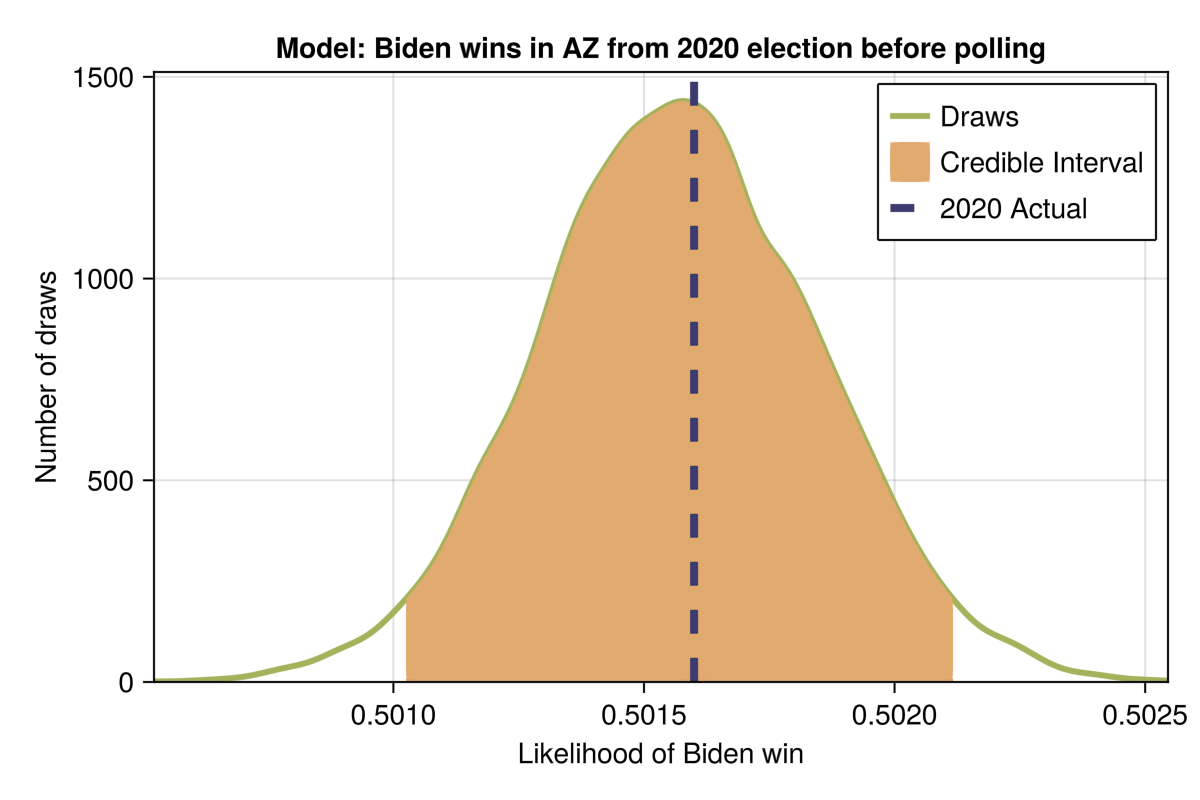 Model: Biden wins in AZ from 2020 election before polling
1500
1000
500
0
Number of draws
Draws
Credible Interval
2020 Actual
0.5010
0.5015
0.5020
0.5025
Likelihood of Biden win